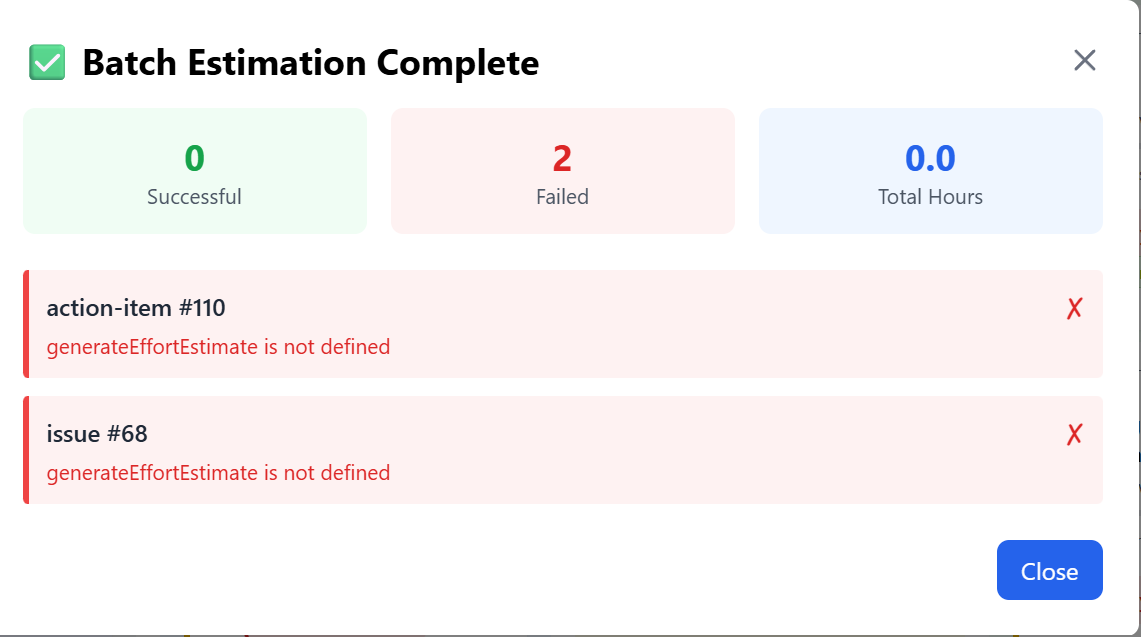 ✅ Batch Estimation Complete
0
Successful
2
Failed
0.0
Total Hours
action-item #110
✗
generateEffortEstimate is not defined
issue #68
✗
generateEffortEstimate is not defined
Close